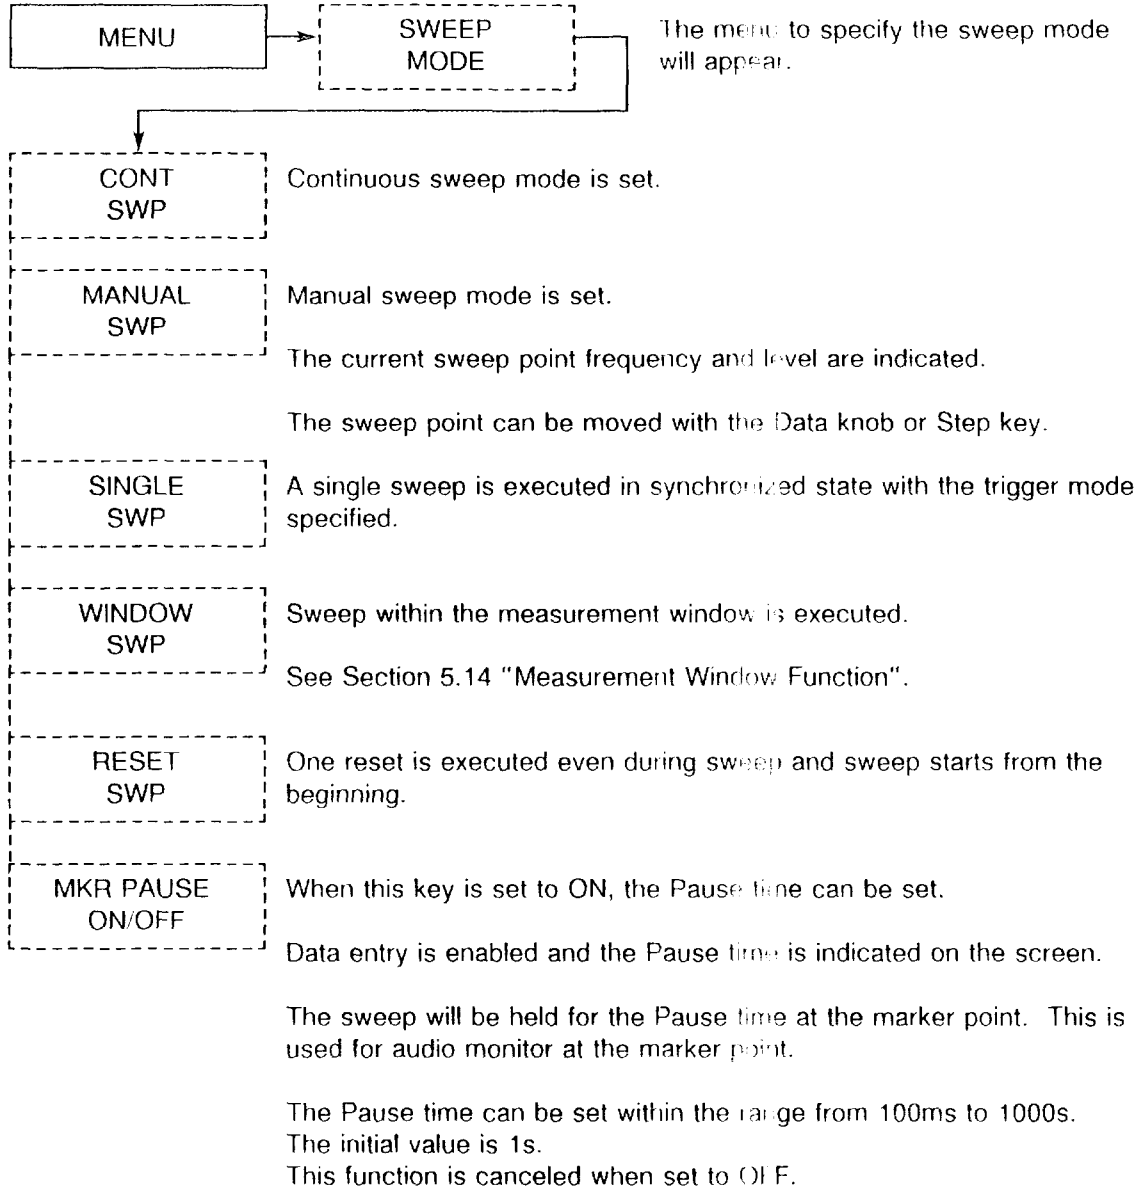 MENU
SWEEP
MODE
The menu to specify the sweep mode
will appear.
CONT
SWP
Continuous sweep mode is set.
MANUAL
SWP
Manual sweep mode is set.
The current sweep point frequency and level are indicated.
The sweep point can be moved with the Data knob or Step key.
SINGLE
SWP
A single sweep is executed in synchronized state with the trigger mode
specified.
WINDOW
SWP
Sweep within the measurement window is executed.
See Section 5.14 "Measurement Window Function".
RESET
SWP
One reset is executed even during sweep and sweep starts from the
beginning.
MKR PAUSE
ON/OFF
When this key is set to ON, the Pause time can be set.
Data entry is enabled and the Pause time is indicated on the screen.
The sweep will be held for the Pause time at the marker point. This is
used for audio monitor at the marker point.
The Pause time can be set within the range from 100ms to 1000s.
The initial value is 1s.
This function is canceled when set to OFF.